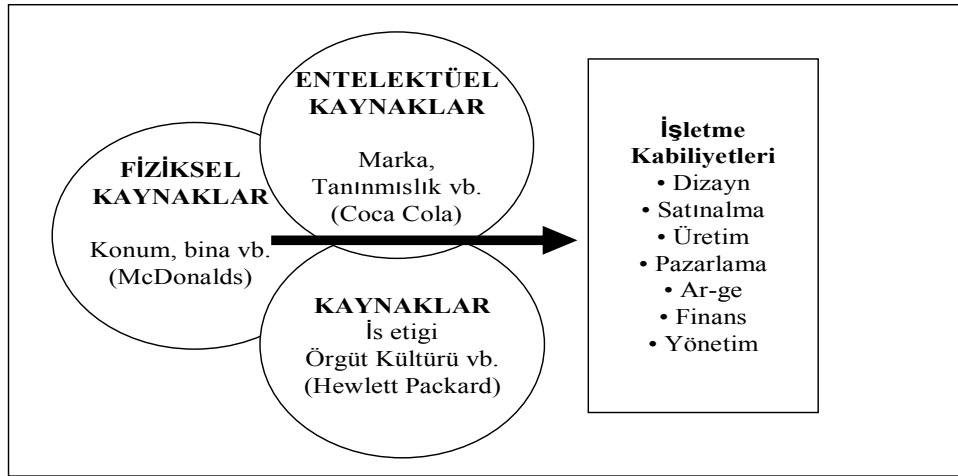 ENTELEKTÜEL
KAYNAKLAR
Marka,
Tanınmıslık vb.
(Coca Cola)
FİZİKSEL
KAYNAKLAR
Konum, bina vb.
(McDonalds)
KAYNAKLAR
İs etigi
Örgüt Kültürü vb.
(Hewlett Packard)
İşletme
Kabiliyetleri
• Dizayn
• Satınalma
• Üretim
• Pazarlama
• Ar-ge
• Finans
• Yönetim